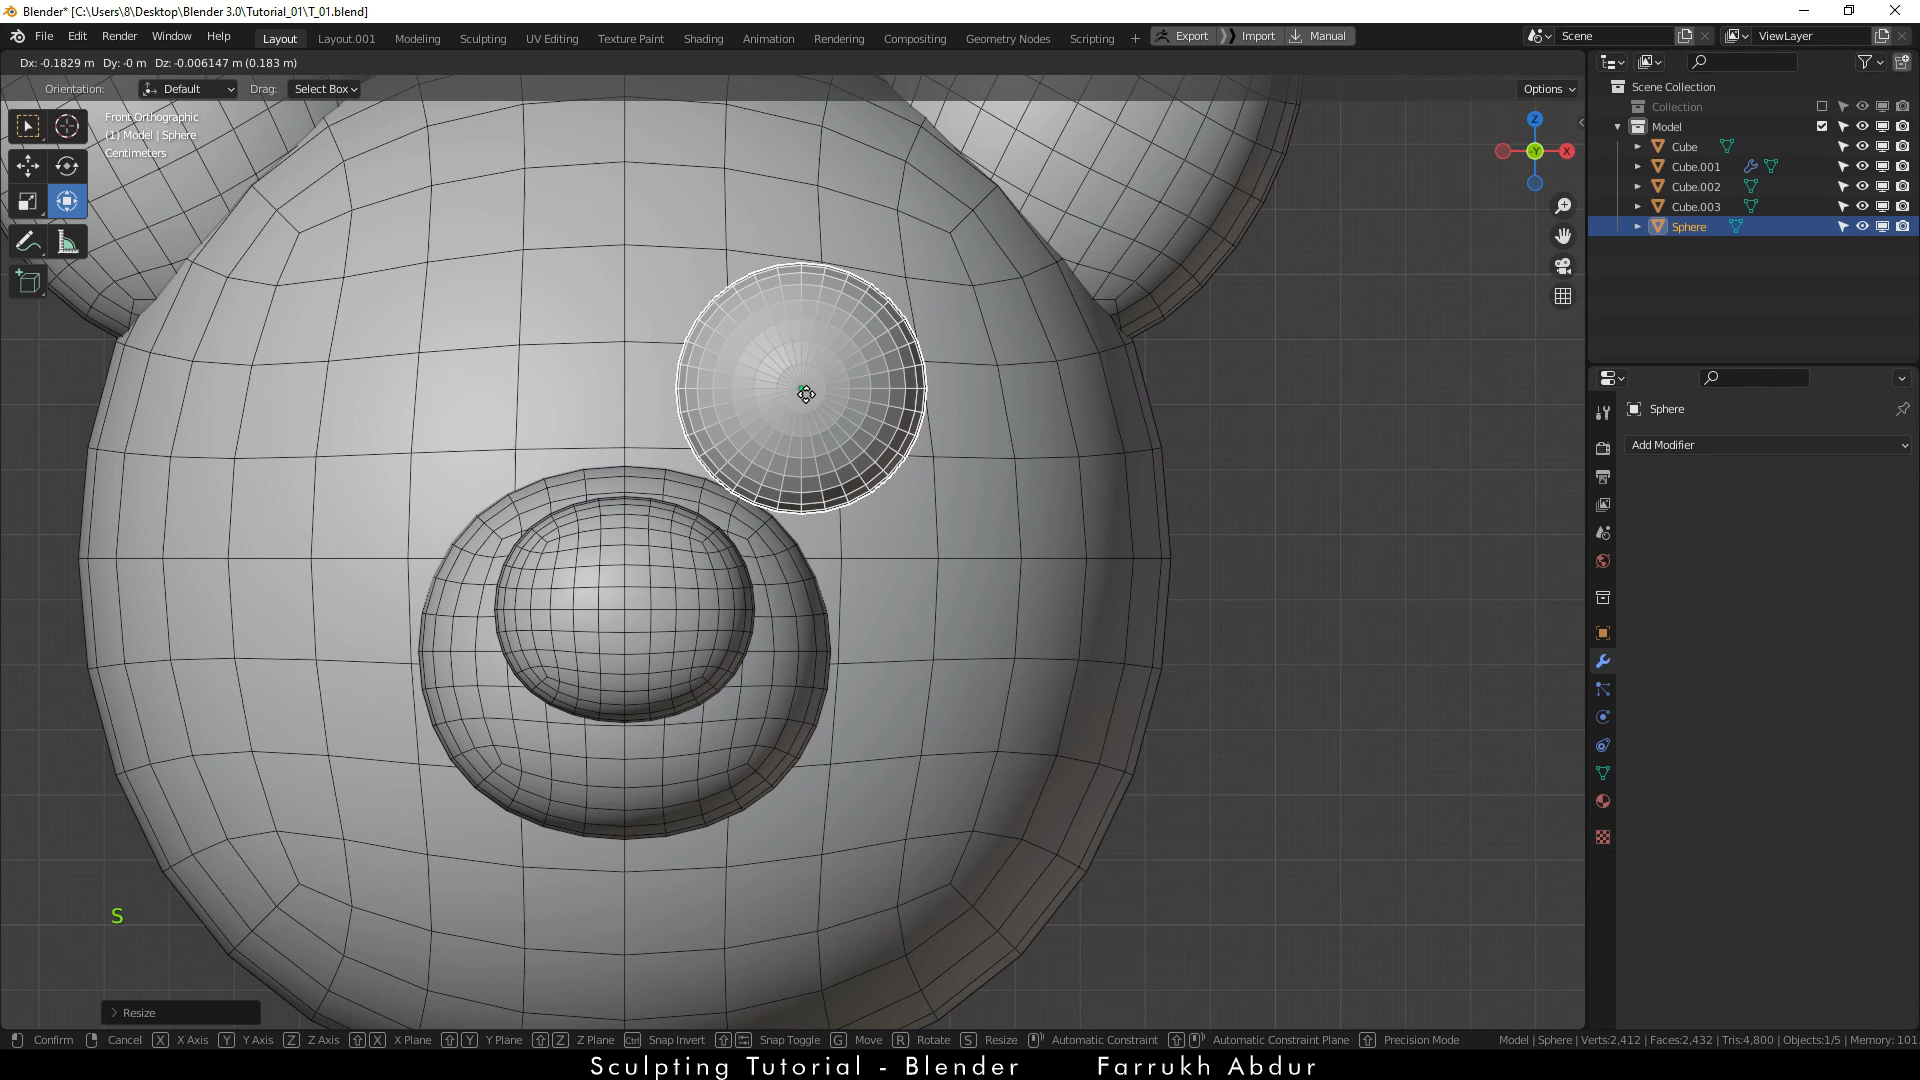 Blender* [C:\Users\8\Desktop\Blender 3.0\Tutorial_01\T_01.blend]
File Edit Render Window Help Layout Layout.001 Modeling Sculpting UV Editing Texture Paint Shading Animation Rendering Compositing Geometry Nodes Scripting + Export Import Manual Scene ViewLayer
Dx: -0.1829 m Dy: -0 m Dz: -0.006147 m (0.183 m)
Orientation: Default Drag: Select Box Options
Front Orthographic
(1) Model | Sphere
Centimeters
Z
-Y
X
Scene Collection
Collection
Model
Cube
Cube.001
Cube.002
Cube.003
Sphere
Sphere
Add Modifier
S
Resize
Confirm Cancel X X Axis Y Y Axis Z Z Axis X X Plane Y Y Plane Z Z Plane Ctrl Snap Invert Snap Toggle G Move R Rotate S Resize Automatic Constraint Automatic Constraint Plane Precision Mode Model | Sphere | Verts:2,412 | Faces:2,432 | Tris:4,800 | Objects:1/5 | Memory: 101.
Sculpting Tutorial - Blender Farrukh Abdur